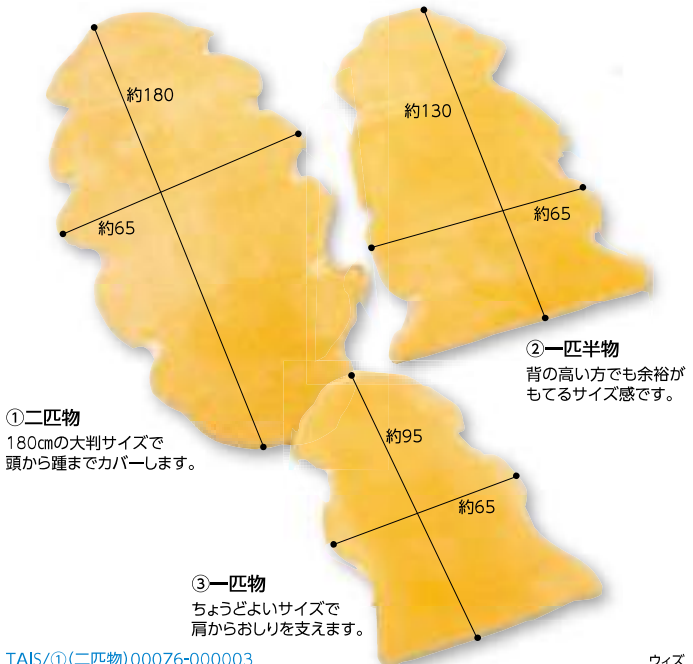 約180
約65
①二匹物
180㎝の大判サイズで
頭から踵までカバーします。
約130
約65
②一匹半物
背の高い方でも余裕が
もてるサイズ感です。
約95
約65
③一匹物
ちょうどよいサイズで
肩からおしりを支えます。
TAIS/①(二匹物)00076-000003
ウィズ